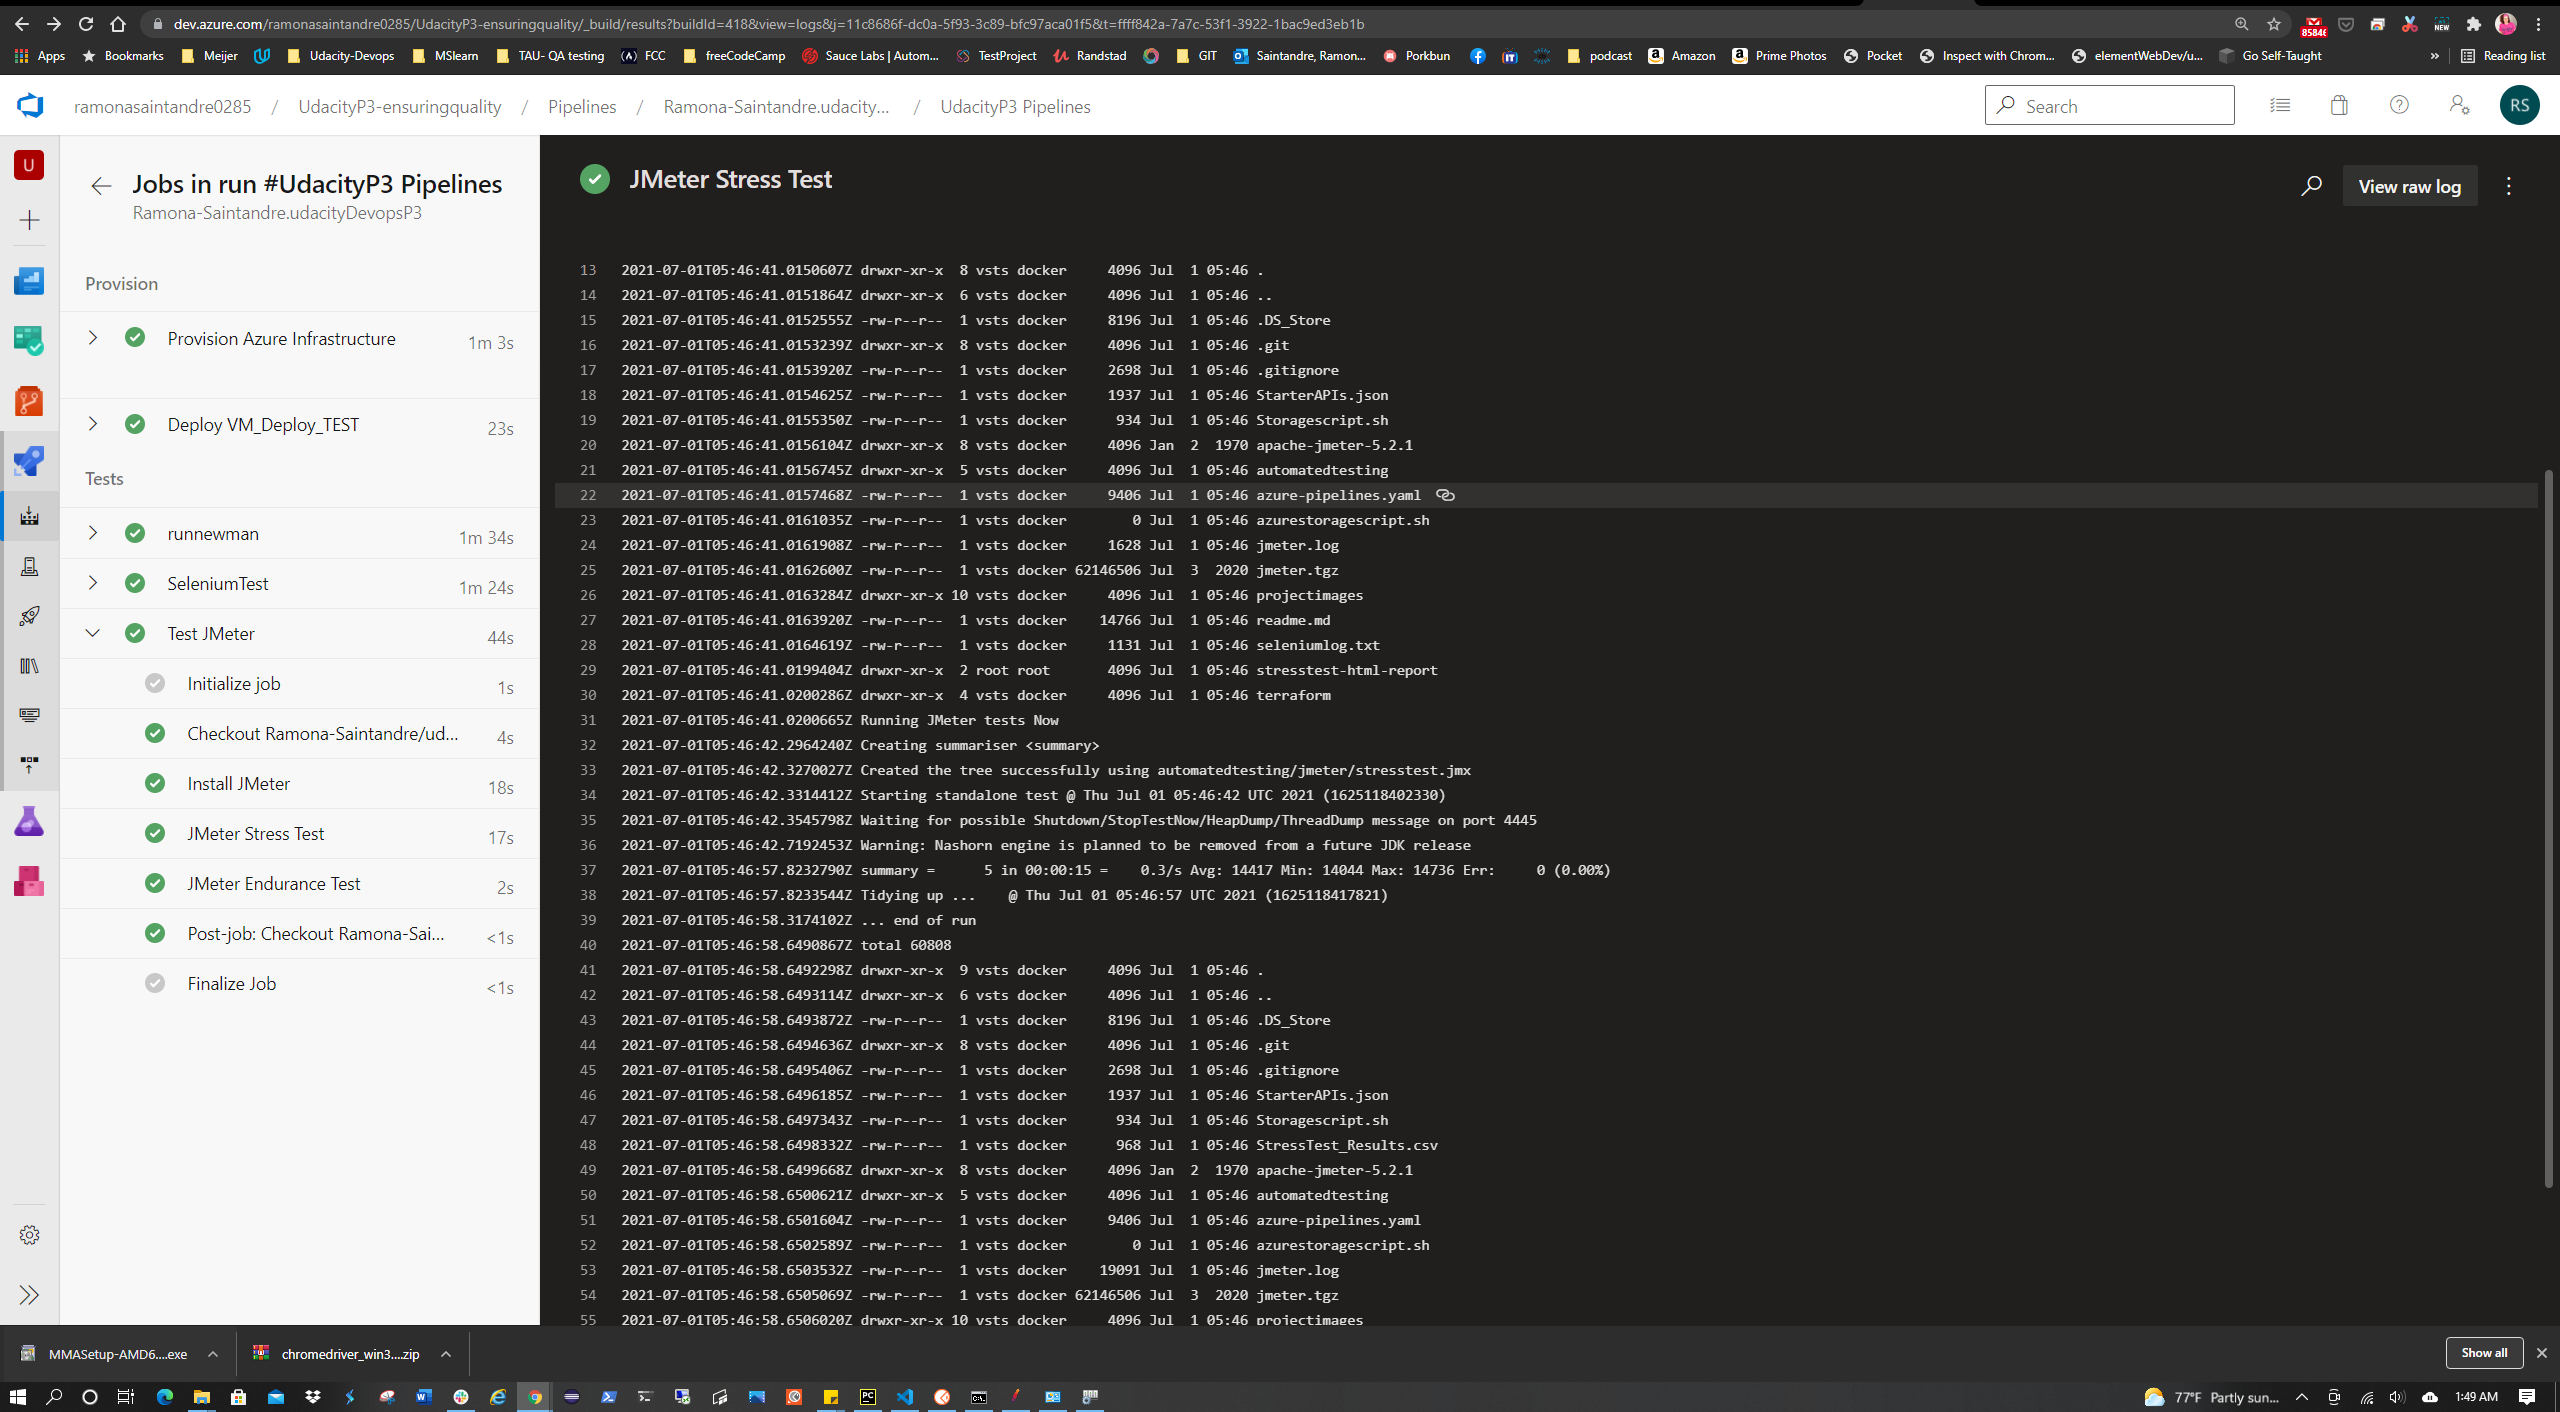 dev.azure.com/ramonasaintandre0285/UdacityP3-ensuringquality/_build/results?buildId=418&view=logs&j=11c8686f-dc0a-5f93-3c89-bfc97aca01f5&t=ffff842a-7a7c-53f1-3922-1bac9ed3eb1b
8584
NEW
Apps Bookmarks Meijer Udacity-Devops MSlearn TAU- QA testing FCC freeCodeCamp Sauce Labs | Autom... TestProject Randstad GIT Saintandre, Ramon... Porkbun podcast Amazon Prime Photos Pocket Inspect with Chrom... elementWebDev/u... Go Self-Taught » Reading list
ramonasaintandre0285 / UdacityP3-ensuringquality / Pipelines / Ramona-Saintandre.udacity... / UdacityP3 Pipelines
Search
RS
U
Jobs in run #UdacityP3 Pipelines
Ramona-Saintandre.udacityDevopsP3
Provision
Provision Azure Infrastructure 1m 3s
Deploy VM_Deploy_TEST 23s
Tests
runnewman 1m 34s
SeleniumTest 1m 24s
Test JMeter 44s
Initialize job 1s
Checkout Ramona-Saintandre/ud... 4s
Install JMeter 18s
JMeter Stress Test 17s
JMeter Endurance Test 2s
Post-job: Checkout Ramona-Sai... <1s
Finalize Job <1s
JMeter Stress Test
View raw log
13 2021-07-01T05:46:41.0150607Z drwxr-xr-x 8 vsts docker 4096 Jul 1 05:46 .
14 2021-07-01T05:46:41.0151864Z drwxr-xr-x 6 vsts docker 4096 Jul 1 05:46 ..
15 2021-07-01T05:46:41.0152555Z -rw-r--r-- 1 vsts docker 8196 Jul 1 05:46 .DS_Store
16 2021-07-01T05:46:41.0153239Z drwxr-xr-x 8 vsts docker 4096 Jul 1 05:46 .git
17 2021-07-01T05:46:41.0153920Z -rw-r--r-- 1 vsts docker 2698 Jul 1 05:46 .gitignore
18 2021-07-01T05:46:41.0154625Z -rw-r--r-- 1 vsts docker 1937 Jul 1 05:46 StarterAPIs.json
19 2021-07-01T05:46:41.0155350Z -rw-r--r-- 1 vsts docker 934 Jul 1 05:46 Storagescript.sh
20 2021-07-01T05:46:41.0156104Z drwxr-xr-x 8 vsts docker 4096 Jan 2 1970 apache-jmeter-5.2.1
21 2021-07-01T05:46:41.0156745Z drwxr-xr-x 5 vsts docker 4096 Jul 1 05:46 automatedtesting
22 2021-07-01T05:46:41.0157468Z -rw-r--r-- 1 vsts docker 9406 Jul 1 05:46 azure-pipelines.yaml
23 2021-07-01T05:46:41.0161035Z -rw-r--r-- 1 vsts docker 0 Jul 1 05:46 azurestoragescript.sh
24 2021-07-01T05:46:41.0161908Z -rw-r--r-- 1 vsts docker 1628 Jul 1 05:46 jmeter.log
25 2021-07-01T05:46:41.0162600Z -rw-r--r-- 1 vsts docker 62146506 Jul 3 2020 jmeter.tgz
26 2021-07-01T05:46:41.0163284Z drwxr-xr-x 10 vsts docker 4096 Jul 1 05:46 projectimages
27 2021-07-01T05:46:41.0163920Z -rw-r--r-- 1 vsts docker 14766 Jul 1 05:46 readme.md
28 2021-07-01T05:46:41.0164619Z -rw-r--r-- 1 vsts docker 1131 Jul 1 05:46 seleniumlog.txt
29 2021-07-01T05:46:41.0199404Z drwxr-xr-x 2 root root 4096 Jul 1 05:46 stresstest-html-report
30 2021-07-01T05:46:41.0200286Z drwxr-xr-x 4 vsts docker 4096 Jul 1 05:46 terraform
31 2021-07-01T05:46:41.0200665Z Running JMeter tests Now
32 2021-07-01T05:46:42.2964240Z Creating summariser <summary>
33 2021-07-01T05:46:42.3270027Z Created the tree successfully using automatedtesting/jmeter/stresstest.jmx
34 2021-07-01T05:46:42.3314412Z Starting standalone test @ Thu Jul 01 05:46:42 UTC 2021 (1625118402330)
35 2021-07-01T05:46:42.3545798Z Waiting for possible Shutdown/StopTestNow/HeapDump/ThreadDump message on port 4445
36 2021-07-01T05:46:42.7192453Z Warning: Nashorn engine is planned to be removed from a future JDK release
37 2021-07-01T05:46:57.8232790Z summary = 5 in 00:00:15 = 0.3/s Avg: 14417 Min: 14044 Max: 14736 Err: 0 (0.00%)
38 2021-07-01T05:46:57.8233544Z Tidying up ... @ Thu Jul 01 05:46:57 UTC 2021 (1625118417821)
39 2021-07-01T05:46:58.3174102Z ... end of run
40 2021-07-01T05:46:58.6490867Z total 60808
41 2021-07-01T05:46:58.6492298Z drwxr-xr-x 9 vsts docker 4096 Jul 1 05:46 .
42 2021-07-01T05:46:58.6493114Z drwxr-xr-x 6 vsts docker 4096 Jul 1 05:46 ..
43 2021-07-01T05:46:58.6493872Z -rw-r--r-- 1 vsts docker 8196 Jul 1 05:46 .DS_Store
44 2021-07-01T05:46:58.6494636Z drwxr-xr-x 8 vsts docker 4096 Jul 1 05:46 .git
45 2021-07-01T05:46:58.6495406Z -rw-r--r-- 1 vsts docker 2698 Jul 1 05:46 .gitignore
46 2021-07-01T05:46:58.6496185Z -rw-r--r-- 1 vsts docker 1937 Jul 1 05:46 StarterAPIs.json
47 2021-07-01T05:46:58.6497343Z -rw-r--r-- 1 vsts docker 934 Jul 1 05:46 Storagescript.sh
48 2021-07-01T05:46:58.6498332Z -rw-r--r-- 1 vsts docker 968 Jul 1 05:46 StressTest_Results.csv
49 2021-07-01T05:46:58.6499668Z drwxr-xr-x 8 vsts docker 4096 Jan 2 1970 apache-jmeter-5.2.1
50 2021-07-01T05:46:58.6500621Z drwxr-xr-x 5 vsts docker 4096 Jul 1 05:46 automatedtesting
51 2021-07-01T05:46:58.6501604Z -rw-r--r-- 1 vsts docker 9406 Jul 1 05:46 azure-pipelines.yaml
52 2021-07-01T05:46:58.6502589Z -rw-r--r-- 1 vsts docker 0 Jul 1 05:46 azurestoragescript.sh
53 2021-07-01T05:46:58.6503532Z -rw-r--r-- 1 vsts docker 19091 Jul 1 05:46 jmeter.log
54 2021-07-01T05:46:58.6505069Z -rw-r--r-- 1 vsts docker 62146506 Jul 3 2020 jmeter.tgz
55 2021-07-01T05:46:58.6506020Z drwxr-xr-x 10 vsts docker 4096 Jul 1 05:46 projectimages
MMASetup-AMD6....exe chromedriver_win3....zip Show all
77°F Partly sun... 1:49 AM